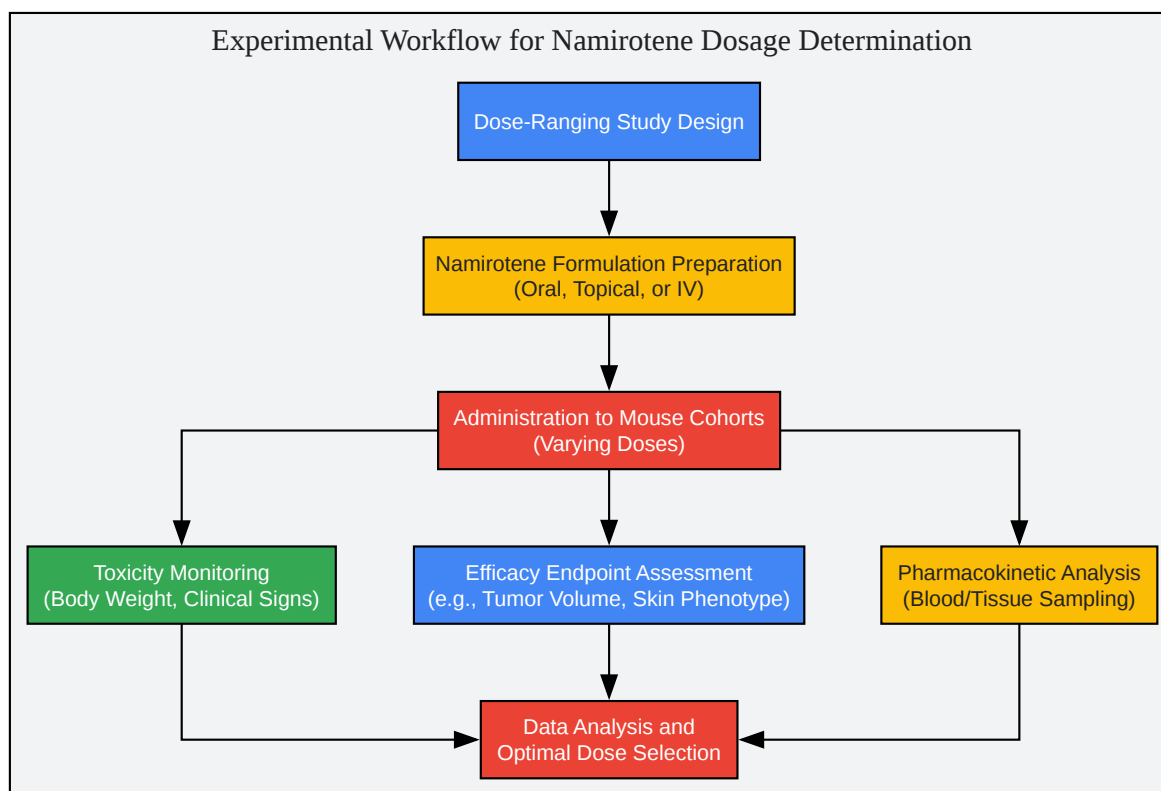 Experimental Workflow for Namirotene Dosage Determination
Dose-Ranging Study Design
Namirotene Formulation Preparation
(Oral, Topical, or IV)
Administration to Mouse Cohorts
(Varying Doses)
Toxicity Monitoring
(Body Weight, Clinical Signs)
Efficacy Endpoint Assessment
(e.g., Tumor Volume, Skin Phenotype)
Pharmacokinetic Analysis
(Blood/Tissue Sampling)
Data Analysis and
Optimal Dose Selection